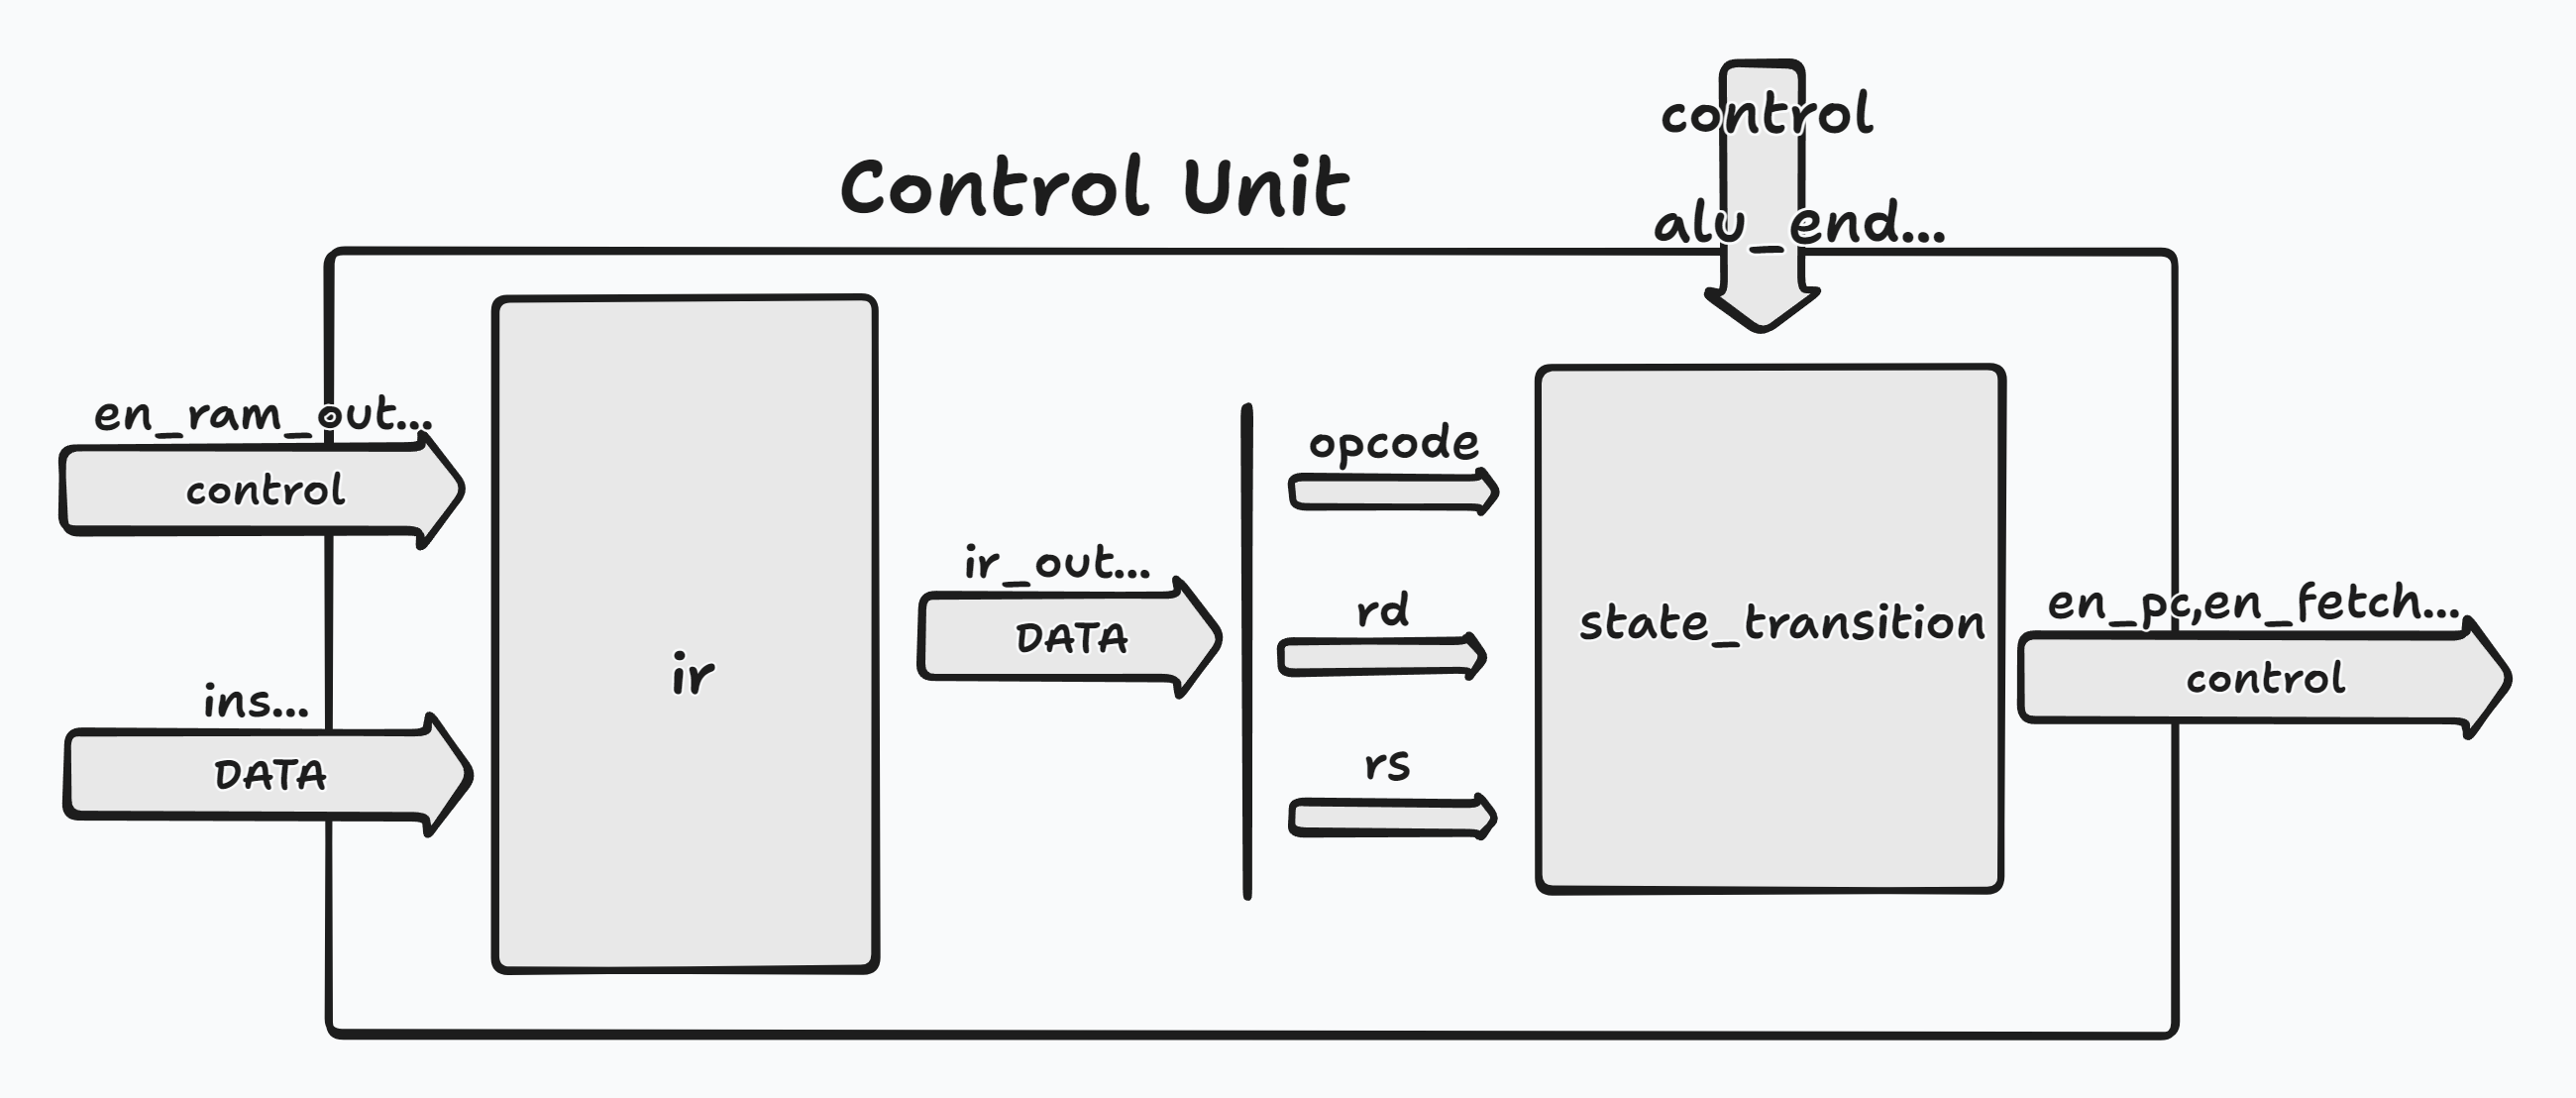 control
Control Unit
alu_end...
en_ram_out...
control
opcode
ir_out...
DATA
rd
state_transition
en_pc,en_fetch...
control
ir
ins...
DATA
rs